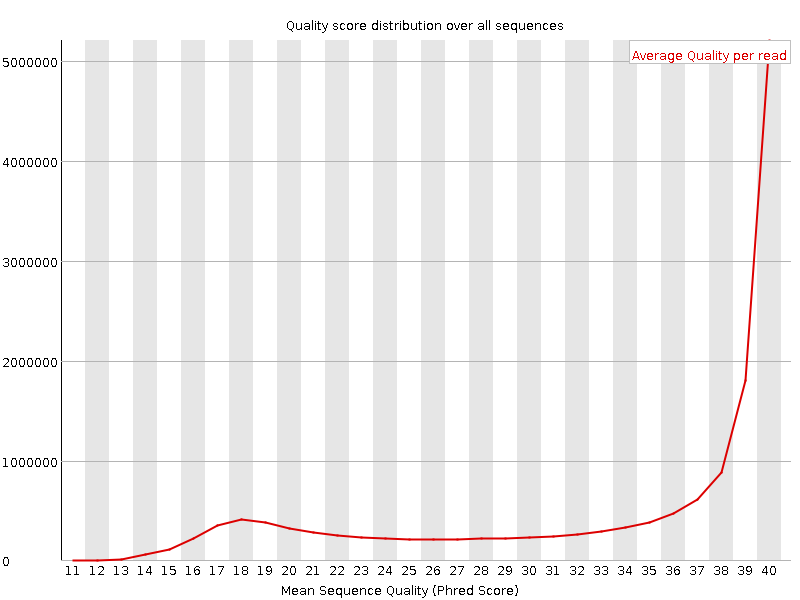 Quality score distribution over all sequences
Average Quality per read
5000000
4000000
3000000
2000000
1000000
0
11 12 13 14 15 16 17 18 19 20 21 22 23 24 25 26 27 28 29 30 31 32 33 34 35 36 37 38 39 40
Mean Sequence Quality (Phred Score)